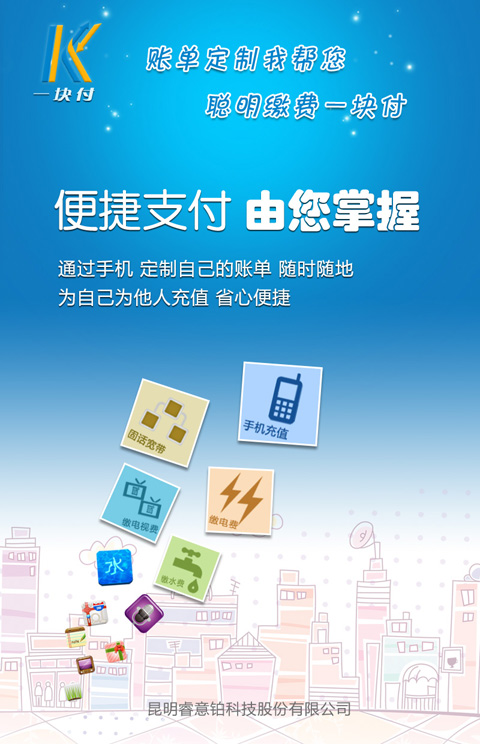 一块付
账单定制我帮您
聪明缴费一块付
便捷支付 由您掌握
通过手机 定制自己的账单 随时随地
为自己为他人充值 省心便捷
固话宽带
手机充值
缴电视费
缴电费
缴水费
水
昆明睿意铂科技股份有限公司